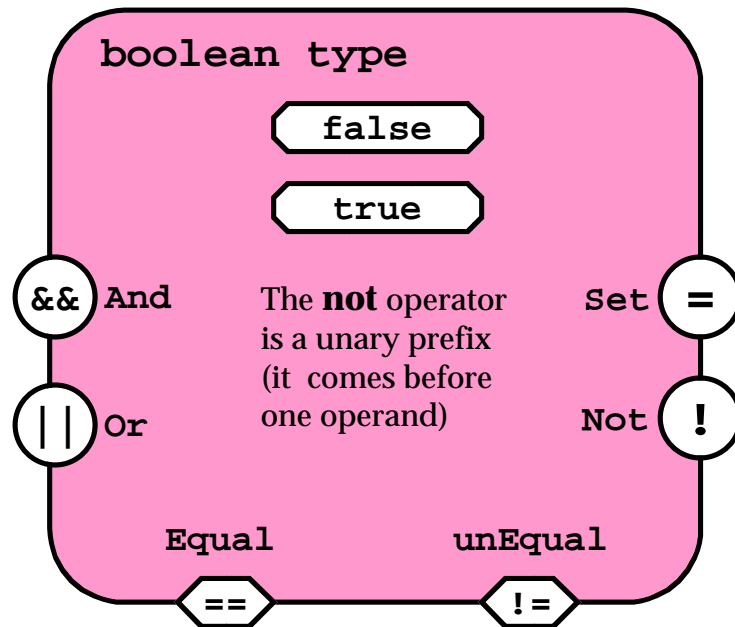 boolean type
false
true
&& And
The not operator
is a unary prefix
(it comes before
one operand)
Set =
|| Or
Not !
Equal
unEqual
==
!=